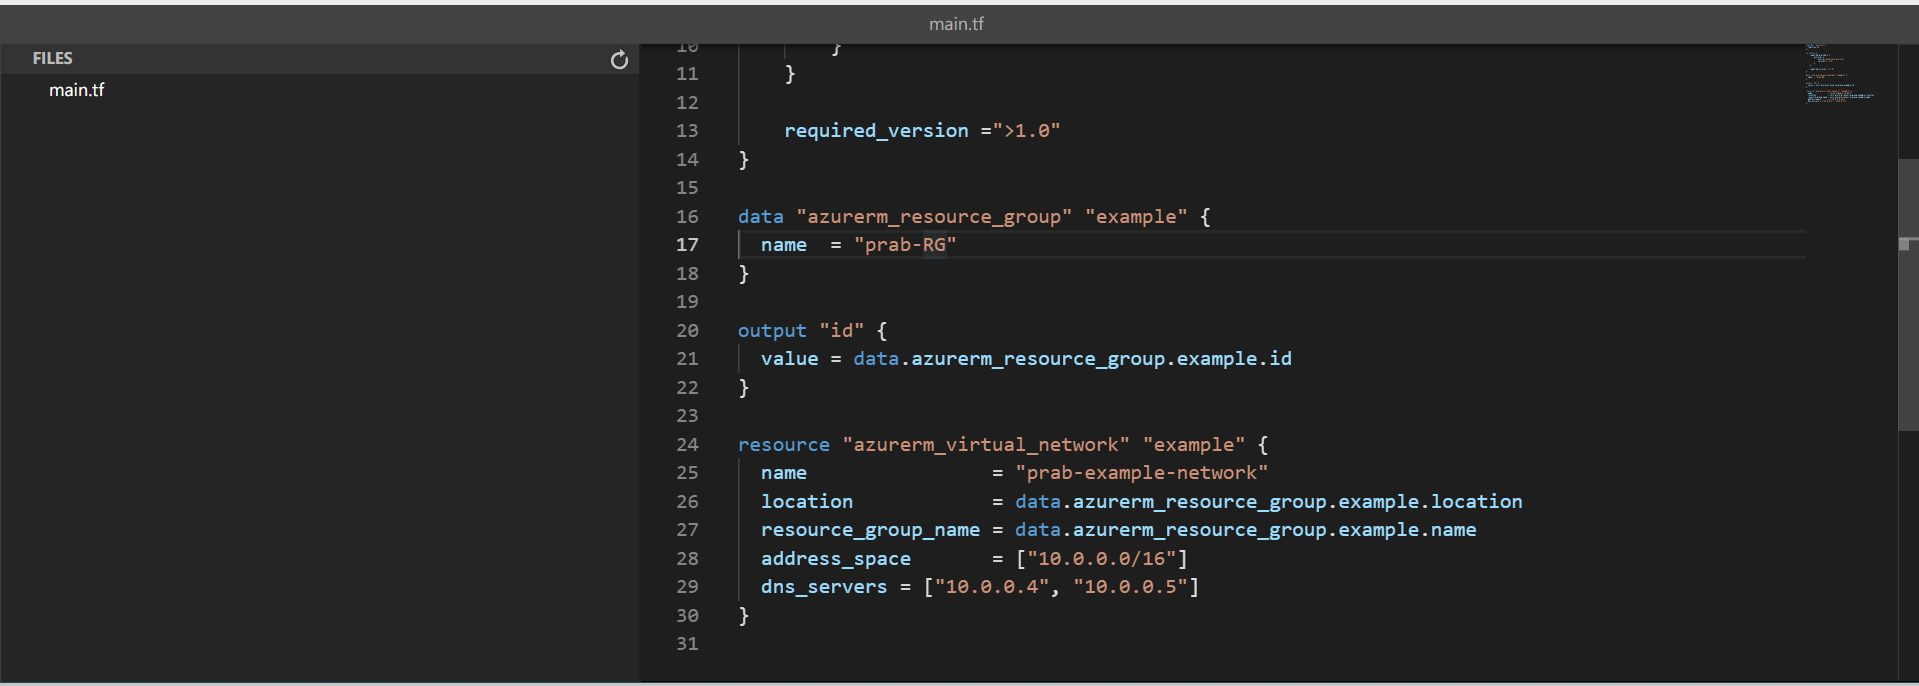 main.tf
FILES
main.tf
10 }
11 }
12
13 required_version =">1.0"
14 }
15
16 data "azurerm_resource_group" "example" {
17 name  = "prab-RG"
18 }
19
20 output "id" {
21 value = data.azurerm_resource_group.example.id
22 }
23
24 resource "azurerm_virtual_network" "example" {
25 name                = "prab-example-network"
26 location            = data.azurerm_resource_group.example.location
27 resource_group_name = data.azurerm_resource_group.example.name
28 address_space       = ["10.0.0.0/16"]
29 dns_servers = ["10.0.0.4", "10.0.0.5"]
30 }
31